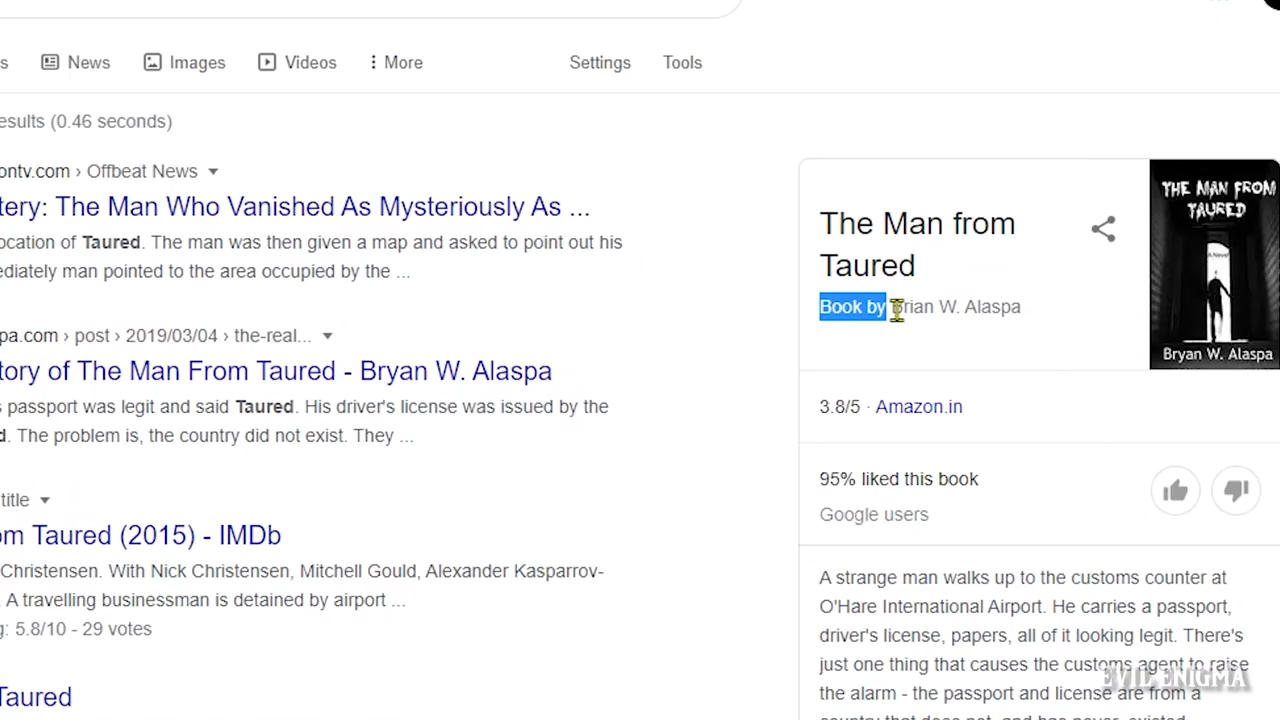 s News Images Videos More Settings Tools
esults (0.46 seconds)
ontv.com › Offbeat News
tery: The Man Who Vanished As Mysteriously As ...
ocation of Taured. The man was then given a map and asked to point out his
ediately man pointed to the area occupied by the ...
pa.com › post › 2019/03/04 › the-real...
tory of The Man From Taured - Bryan W. Alaspa
s passport was legit and said Taured. His driver's license was issued by the
d. The problem is, the country did not exist. They ...
title
om Taured (2015) - IMDb
Christensen. With Nick Christensen, Mitchell Gould, Alexander Kasparrov-
. A travelling businessman is detained by airport ...
g: 5.8/10 - 29 votes
Taured
The Man from
Taured
Book by Brian W. Alaspa
THE MAN FROM
TAURED
Bryan W. Alaspa
3.8/5 · Amazon.in
95% liked this book
Google users
A strange man walks up to the customs counter at
O'Hare International Airport. He carries a passport,
driver's license, papers, all of it looking legit. There's
just one thing that causes the customs agent to raise
the alarm - the passport and license are from a
country that does not, and has never, existed.
EVIL ENIGMA